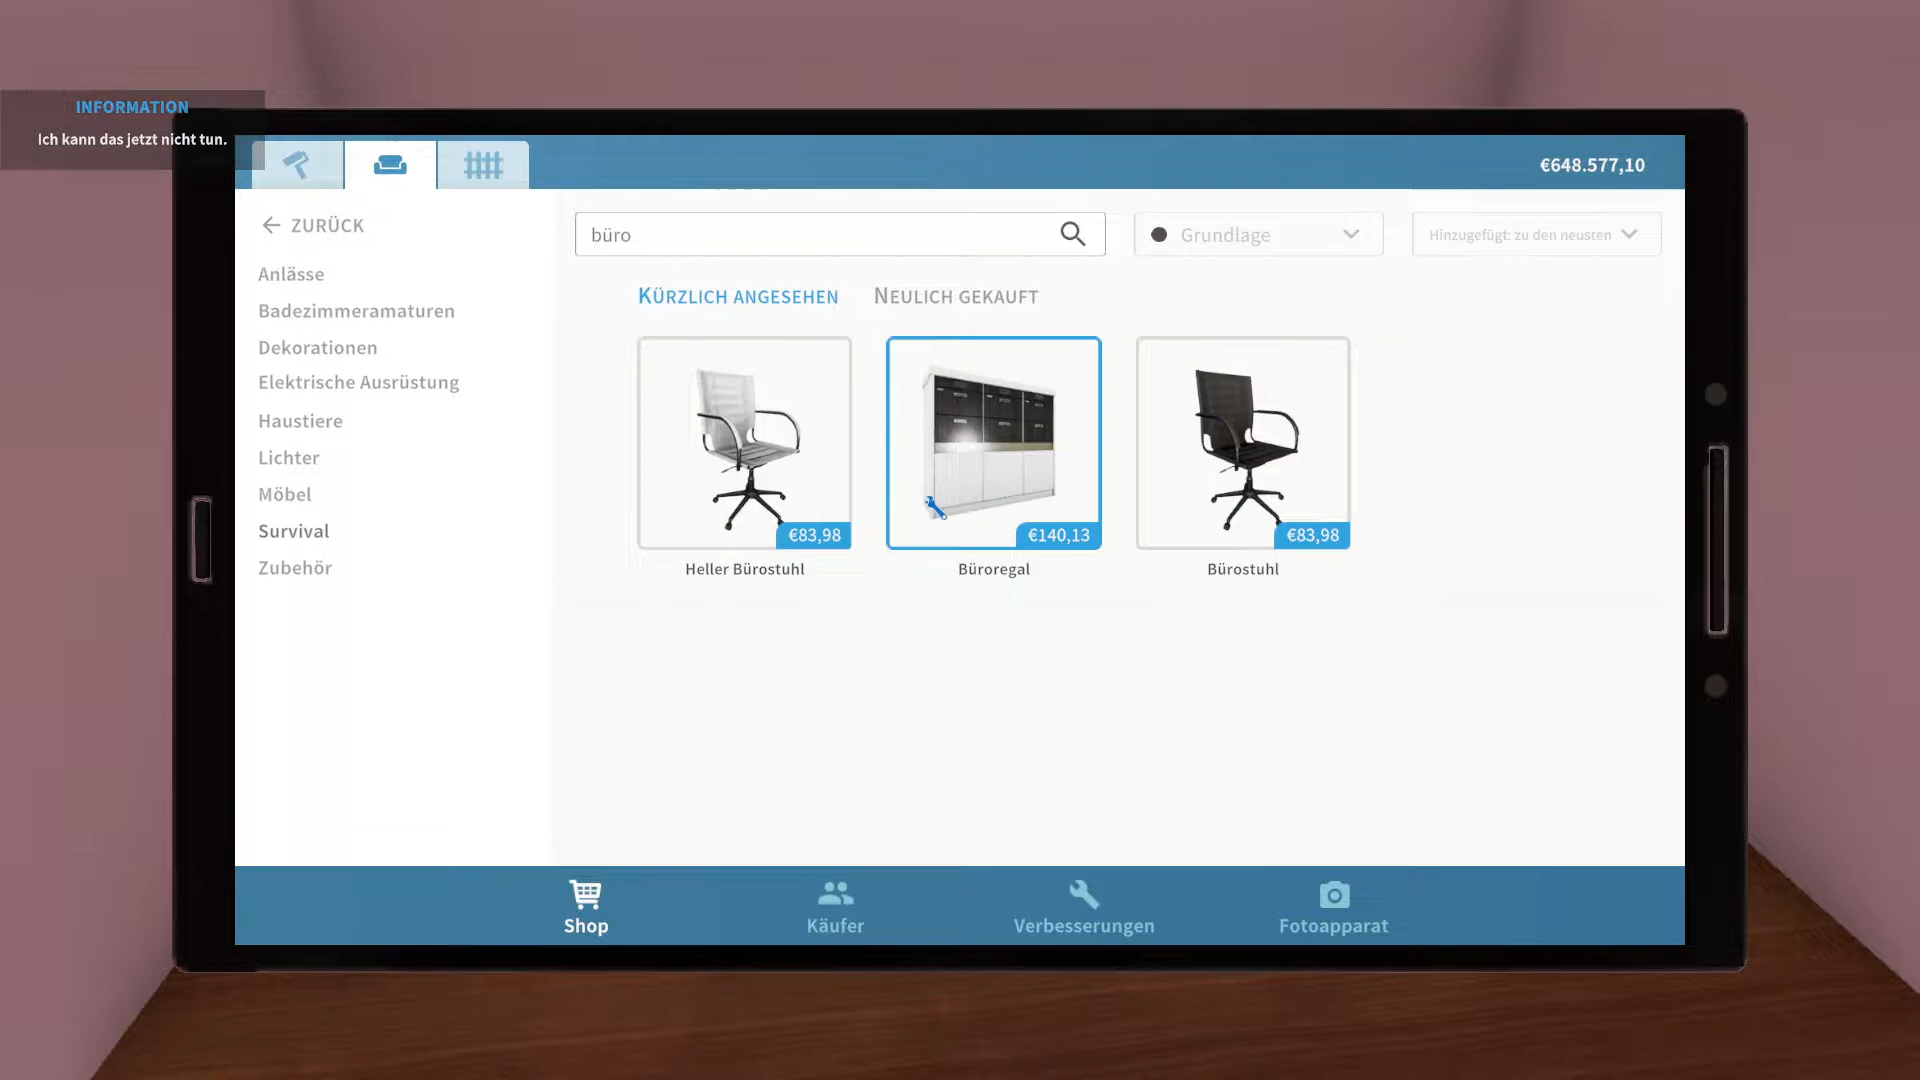 INFORMATION
Ich kann das jetzt nicht tun.
€648.577,10
ZURÜCK
Anlässe
Badezimmeramaturen
Dekorationen
Elektrische Ausrüstung
Haustiere
Lichter
Möbel
Survival
Zubehör
büro
Grundlage
Hinzugefügt: zu den neusten
KÜRZLICH ANGESEHEN
NEULICH GEKAUFT
€83,98
€140,13
€83,98
Heller Bürostuhl
Büroregal
Bürostuhl
Shop
Käufer
Verbesserungen
Fotoapparat